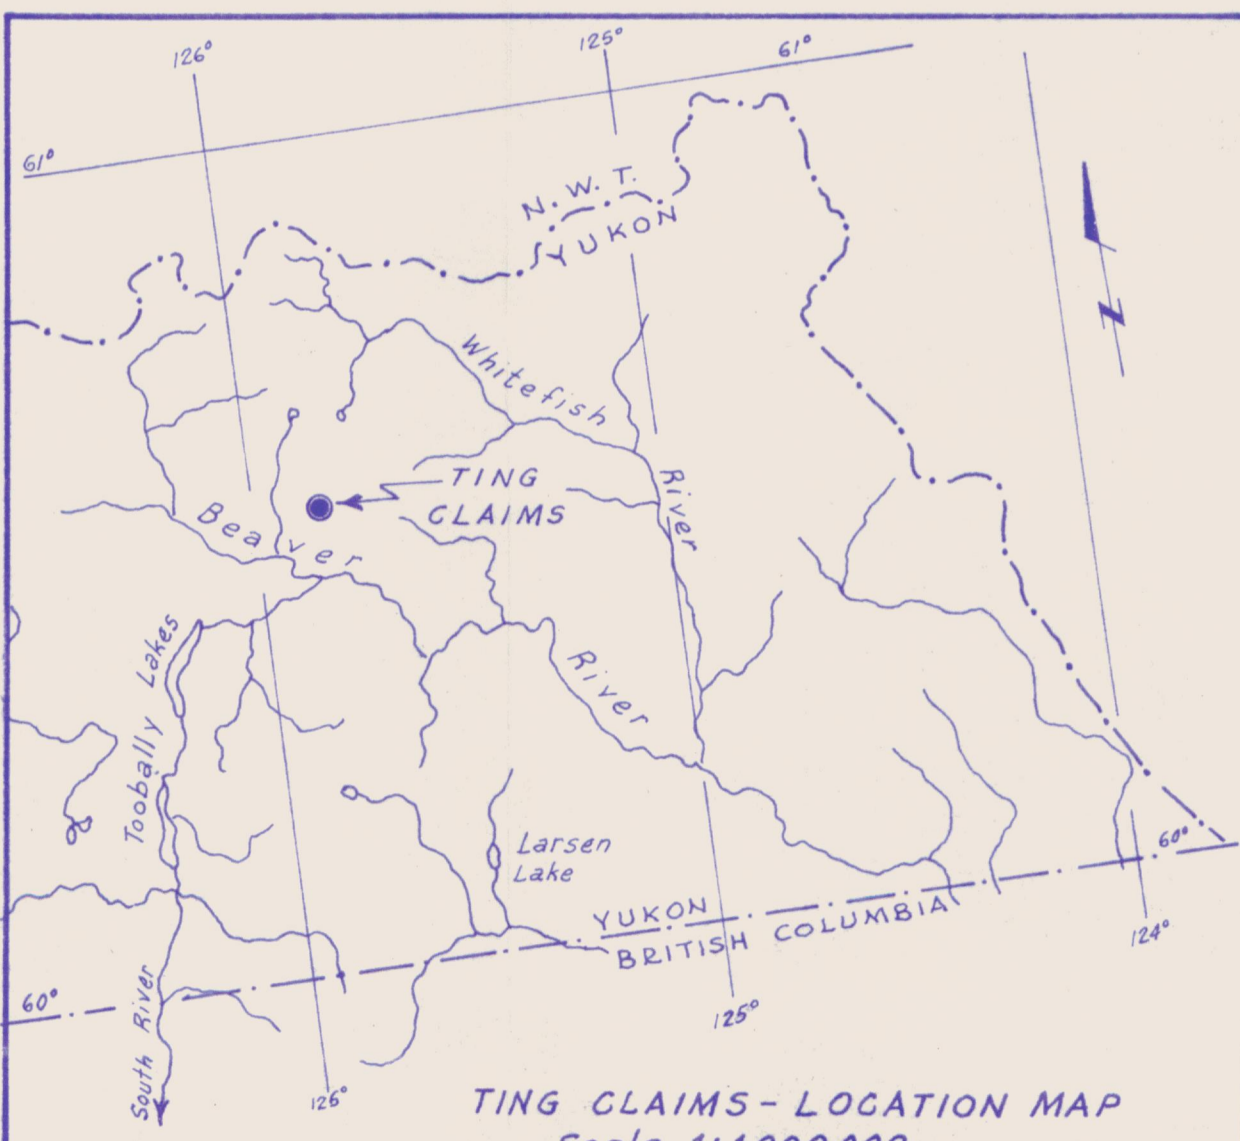 126°
125°
61°
61°
N. W. T.
YUKON
Whitefish
River
TING
CLAIMS
Beaver
River
Toobally Lakes
Larsen
Lake
60°
YUKON
BRITISH COLUMBIA
124°
60°
125°
South River
126°
N
TING CLAIMS - LOCATION MAP